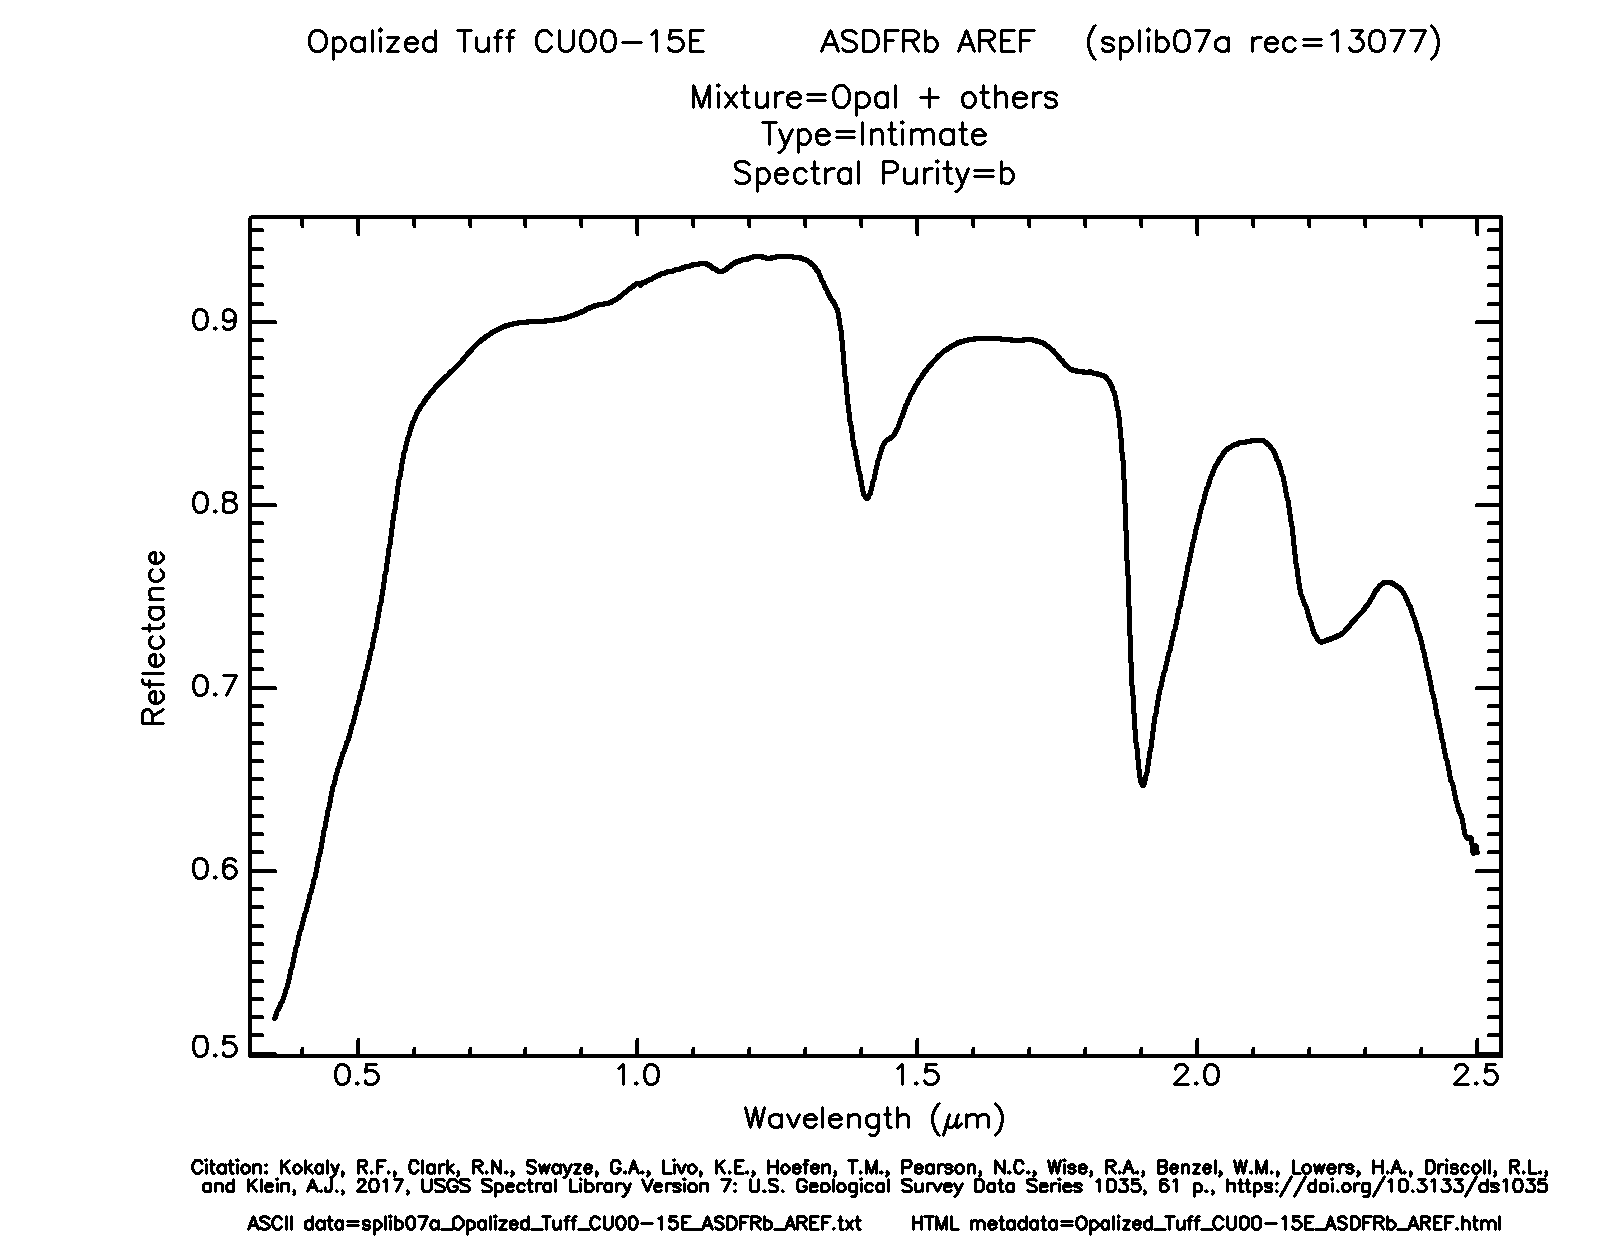 Opalized Tuff CU00-15E ASDFRb AREF (splib07a rec=13077)
Mixture=Opal + others
Type=Intimate
Spectral Purity=b
0.9
0.8
0.7
0.6
0.5
Reflectance
0.5 1.0 1.5 2.0 2.5
Wavelength (μm)
Citation: Kokaly, R.F., Clark, R.N., Swayze, G.A., Livo, K.E., Hoefen, T.M., Pearson, N.C., Wise, R.A., Benzel, W.M., Lowers, H.A., Driscoll, R.L.,
and Klein, A.J., 2017, USGS Spectral Library Version 7: U.S. Geological Survey Data Series 1035, 61 p., https://doi.org/10.3133/ds1035
ASCII data=splib07a_Opalized_Tuff_CU00-15E_ASDFRb_AREF.txt HTML metadata=Opalized_Tuff_CU00-15E_ASDFRb_AREF.html